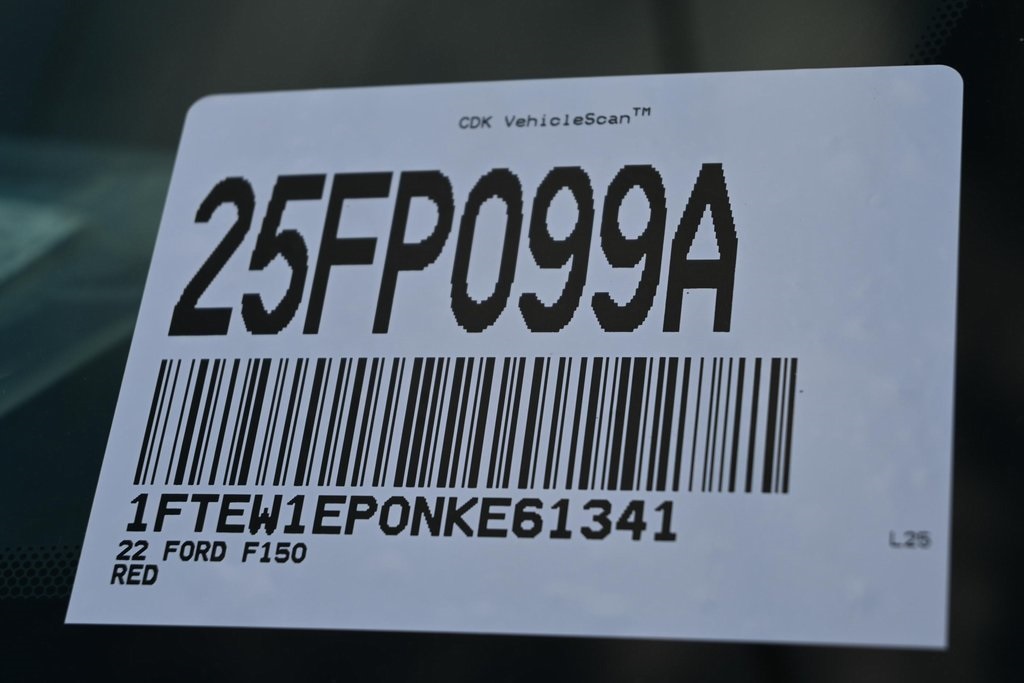 CDK VehicleScan™
25FP099A
1FTEW1EP0NKE61341
22 FORD F150
RED
L25